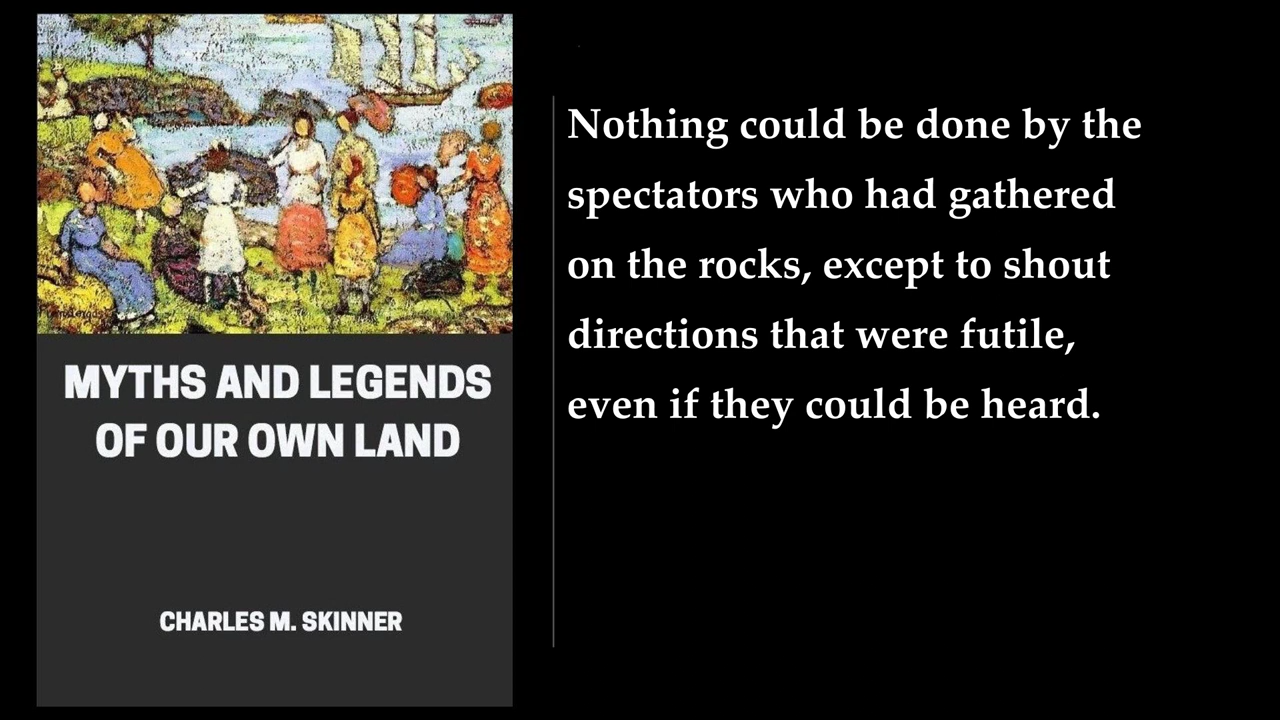 MYTHS AND LEGENDS
OF OUR OWN LAND
CHARLES M. SKINNER
Nothing could be done by the
spectators who had gathered
on the rocks, except to shout
directions that were futile,
even if they could be heard.